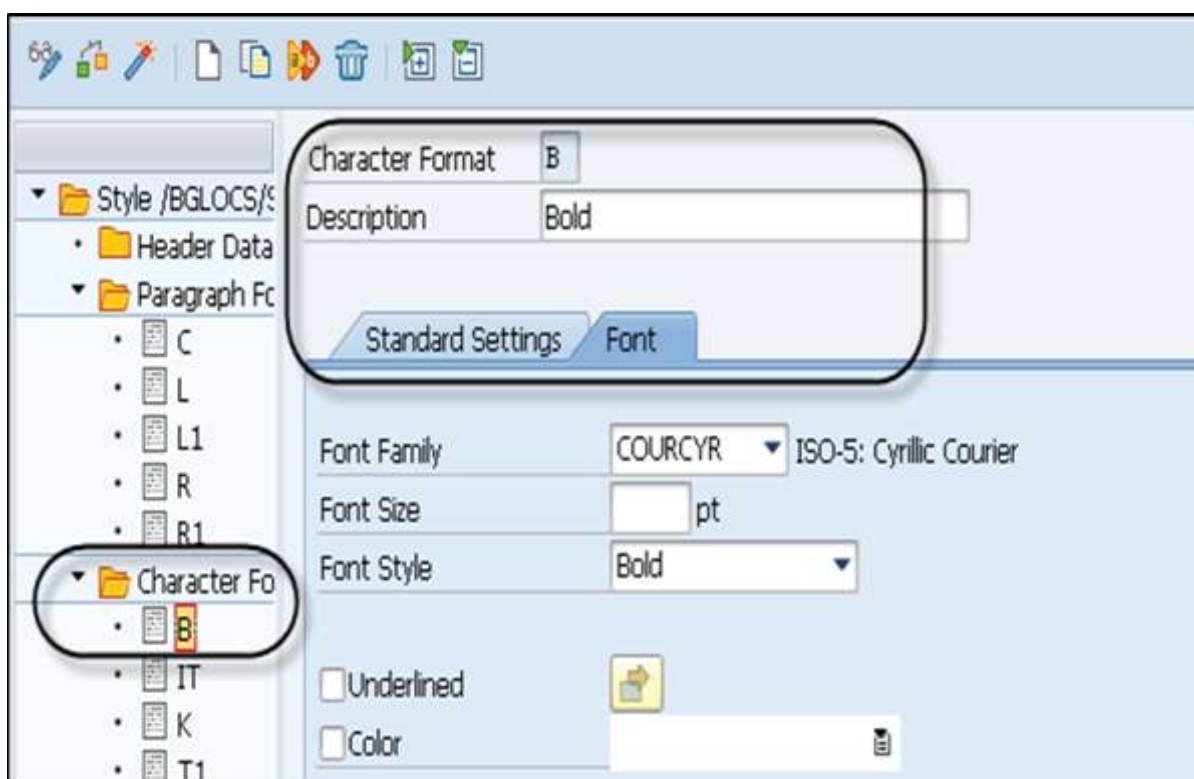 Style /BGLOCS/S
Header Data
Paragraph Fo
C
L
L1
R
R1
Character Fo
B
IT
K
T1
Character Format B
Description Bold
Standard Settings Font
Font Family COURCYR ISO-5: Cyrillic Courier
Font Size pt
Font Style Bold
Underlined
Color